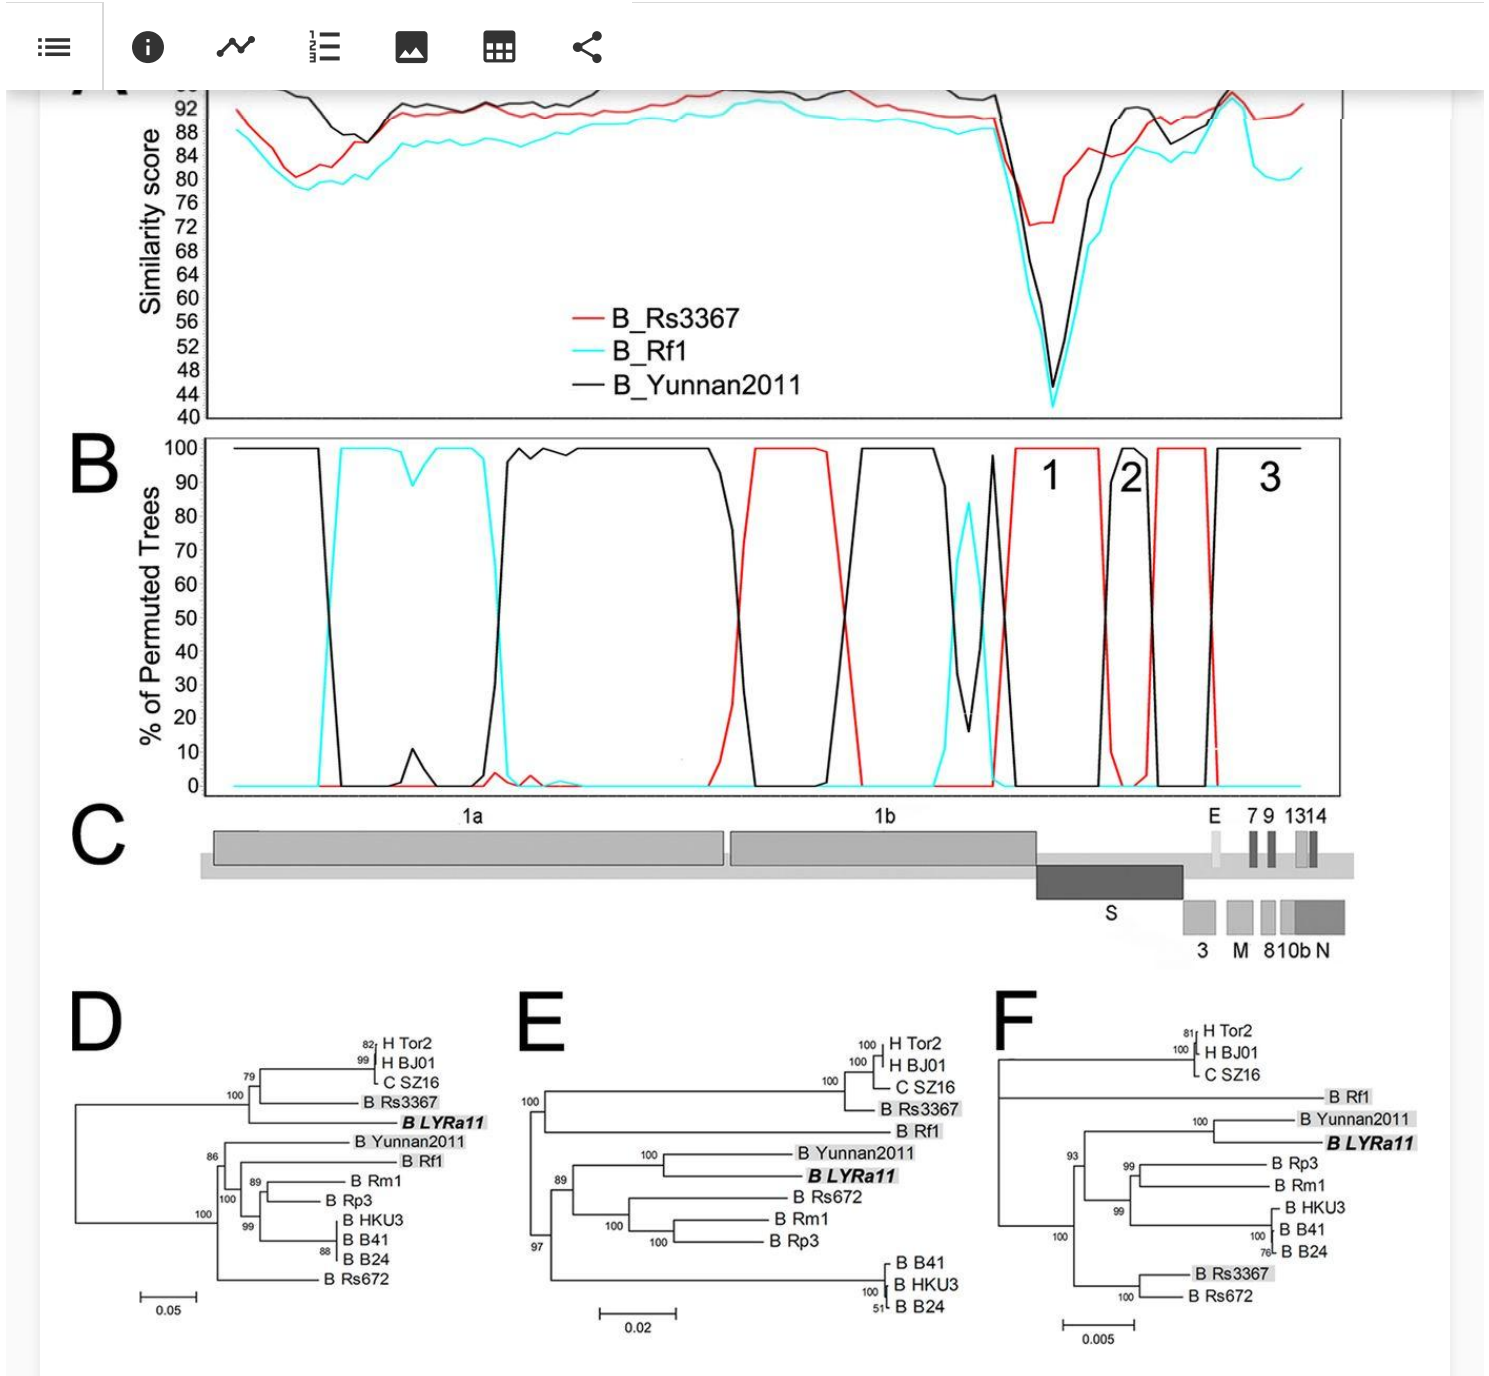 92
88
84
80
76
72
68
64
60
56
52
48
44
40
Similarity score
B_Rs3367
B_Rf1
B_Yunnan2011
B
100
90
80
70
60
50
40
30
20
10
0
% of Permuted Trees
1 2 3
C
1a 1b E 7 9 1314
S
3 M 810b N
D
82 H Tor2
99 H BJ01
C SZ16
79
100 B Rs3367
B LYRa11
B Yunnan2011
86 B Rf1
89 B Rm1
100 B Rp3
B HKU3
99 B B41
88 B B24
100
B Rs672
0.05
E
100 H Tor2
100 H BJ01
C SZ16
100
B Rs3367
100
B Rf1
100 B Yunnan2011
B LYRa11
89
B Rs672
100 B Rm1
100 B Rp3
97
B B41
100 B HKU3
51 B B24
0.02
F
81 H Tor2
100 H BJ01
C SZ16
B Rf1
100 B Yunnan2011
B LYRa11
93
99 B Rp3
B Rm1
99
B HKU3
100 B B41
76 B B24
100
B Rs3367
100 B Rs672
0.005